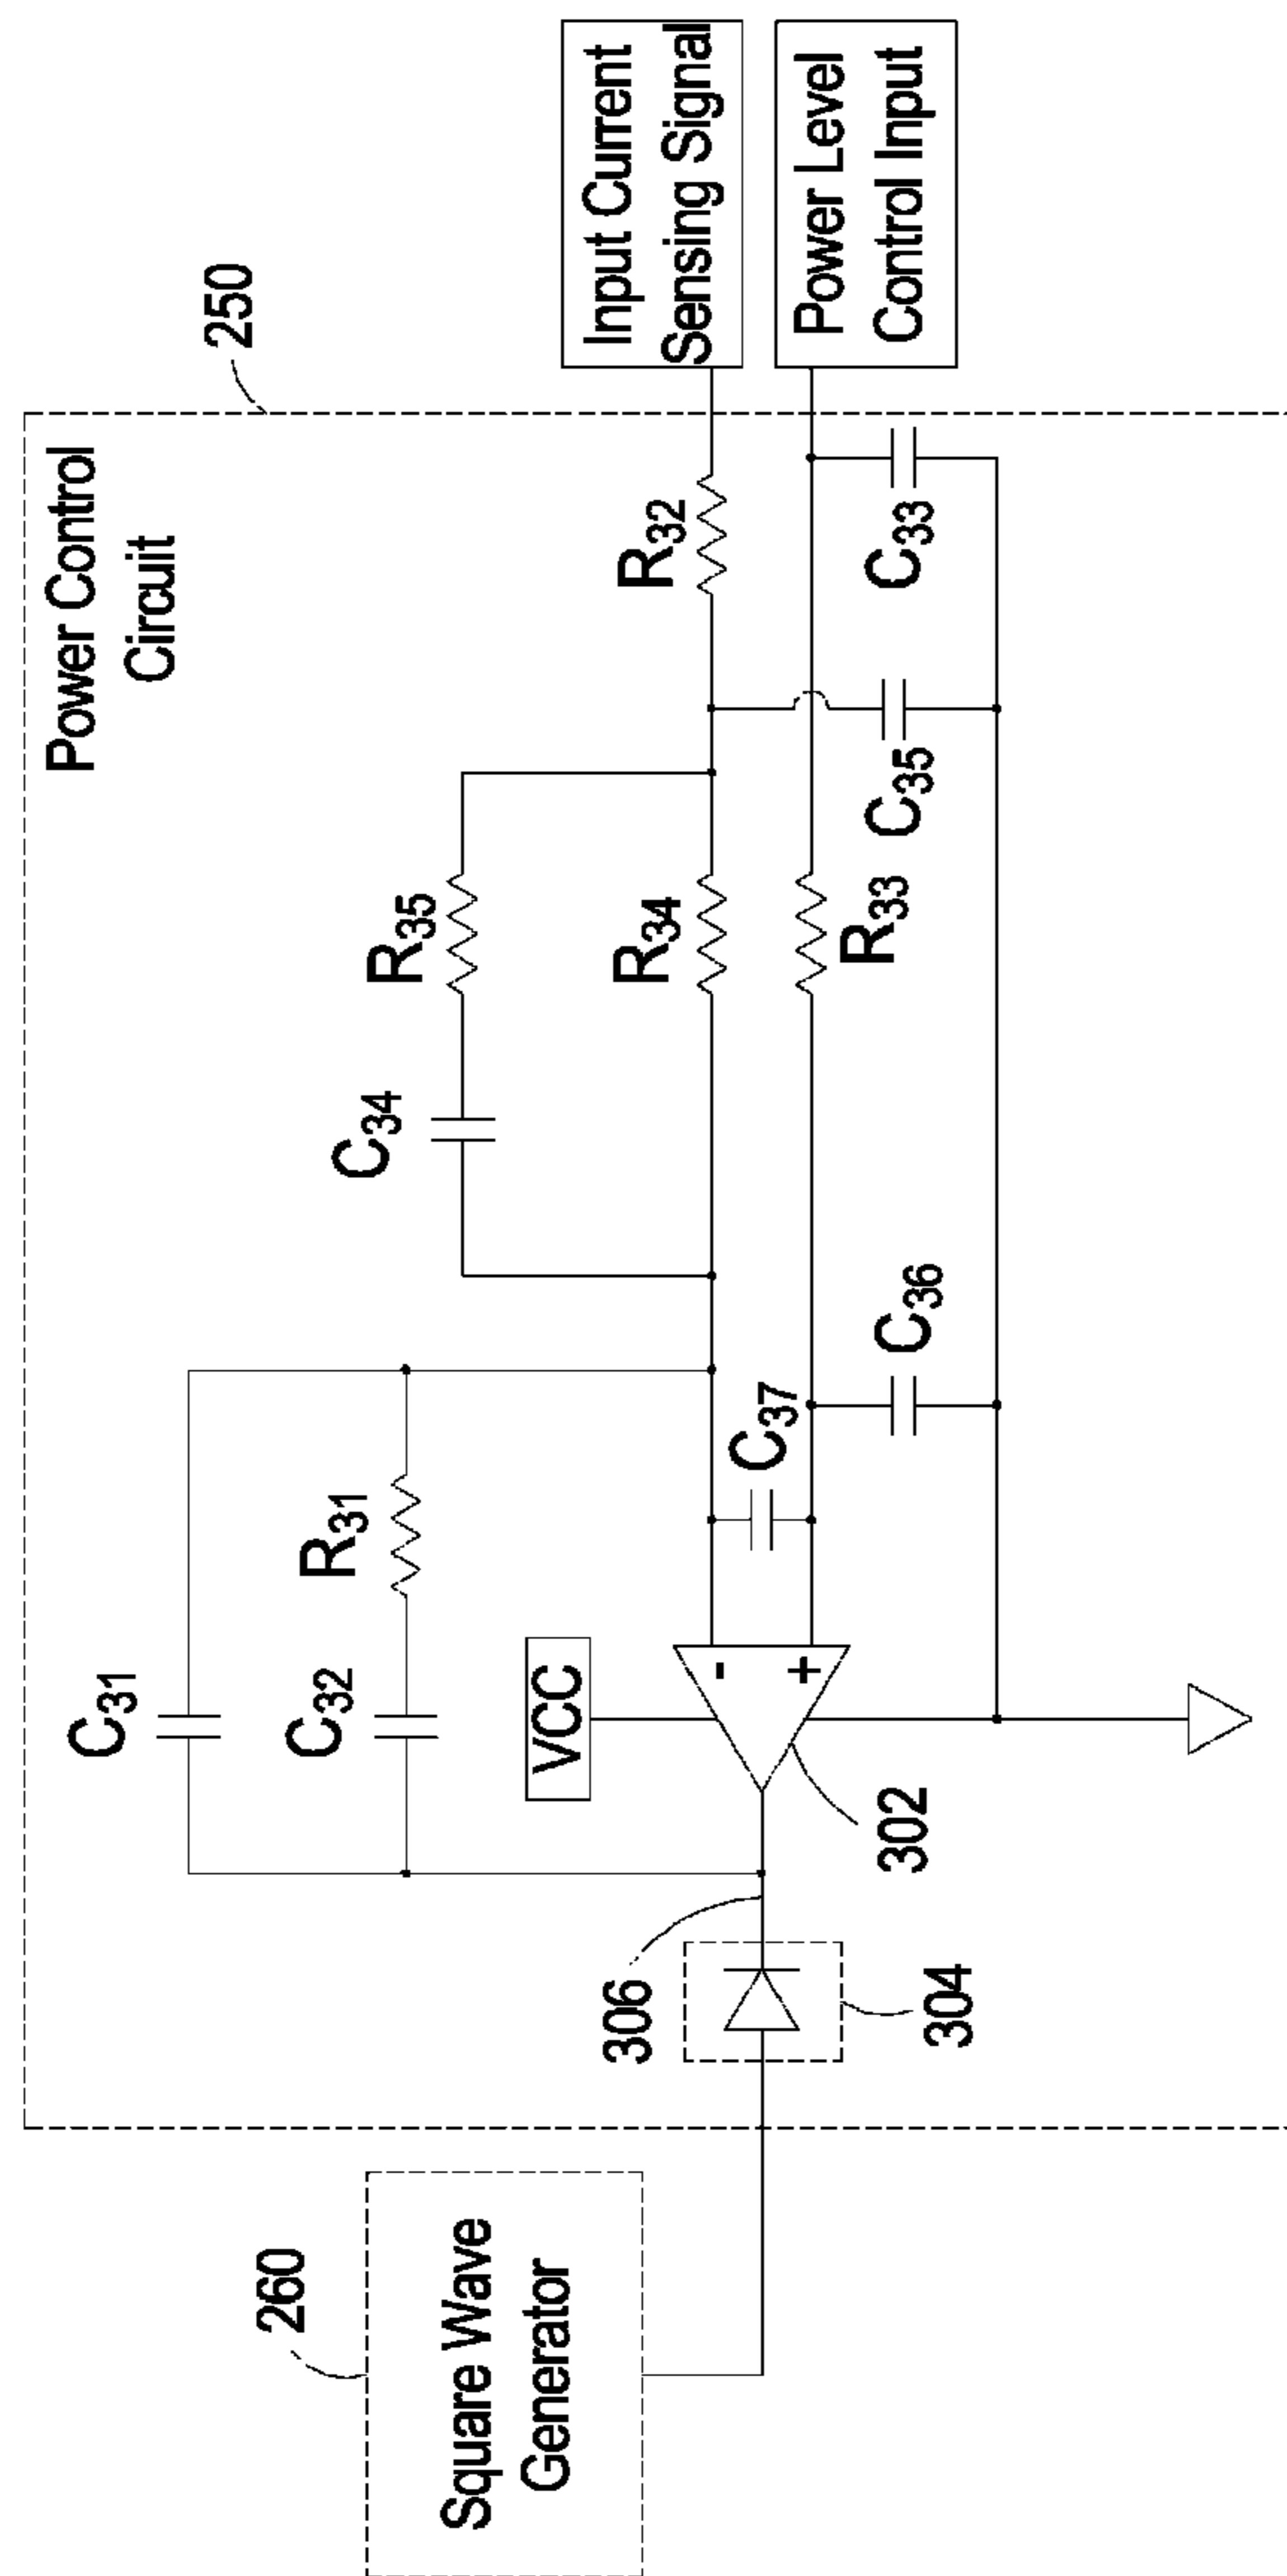 Power Control
Circuit
250
260
Square Wave
Generator
C31
C32
R31
C34
R35
VCC
R34
R32
Input Current
Sensing Signal
306
304
302
C37
C36
R33
C35
C33
Power Level
Control Input
-
+